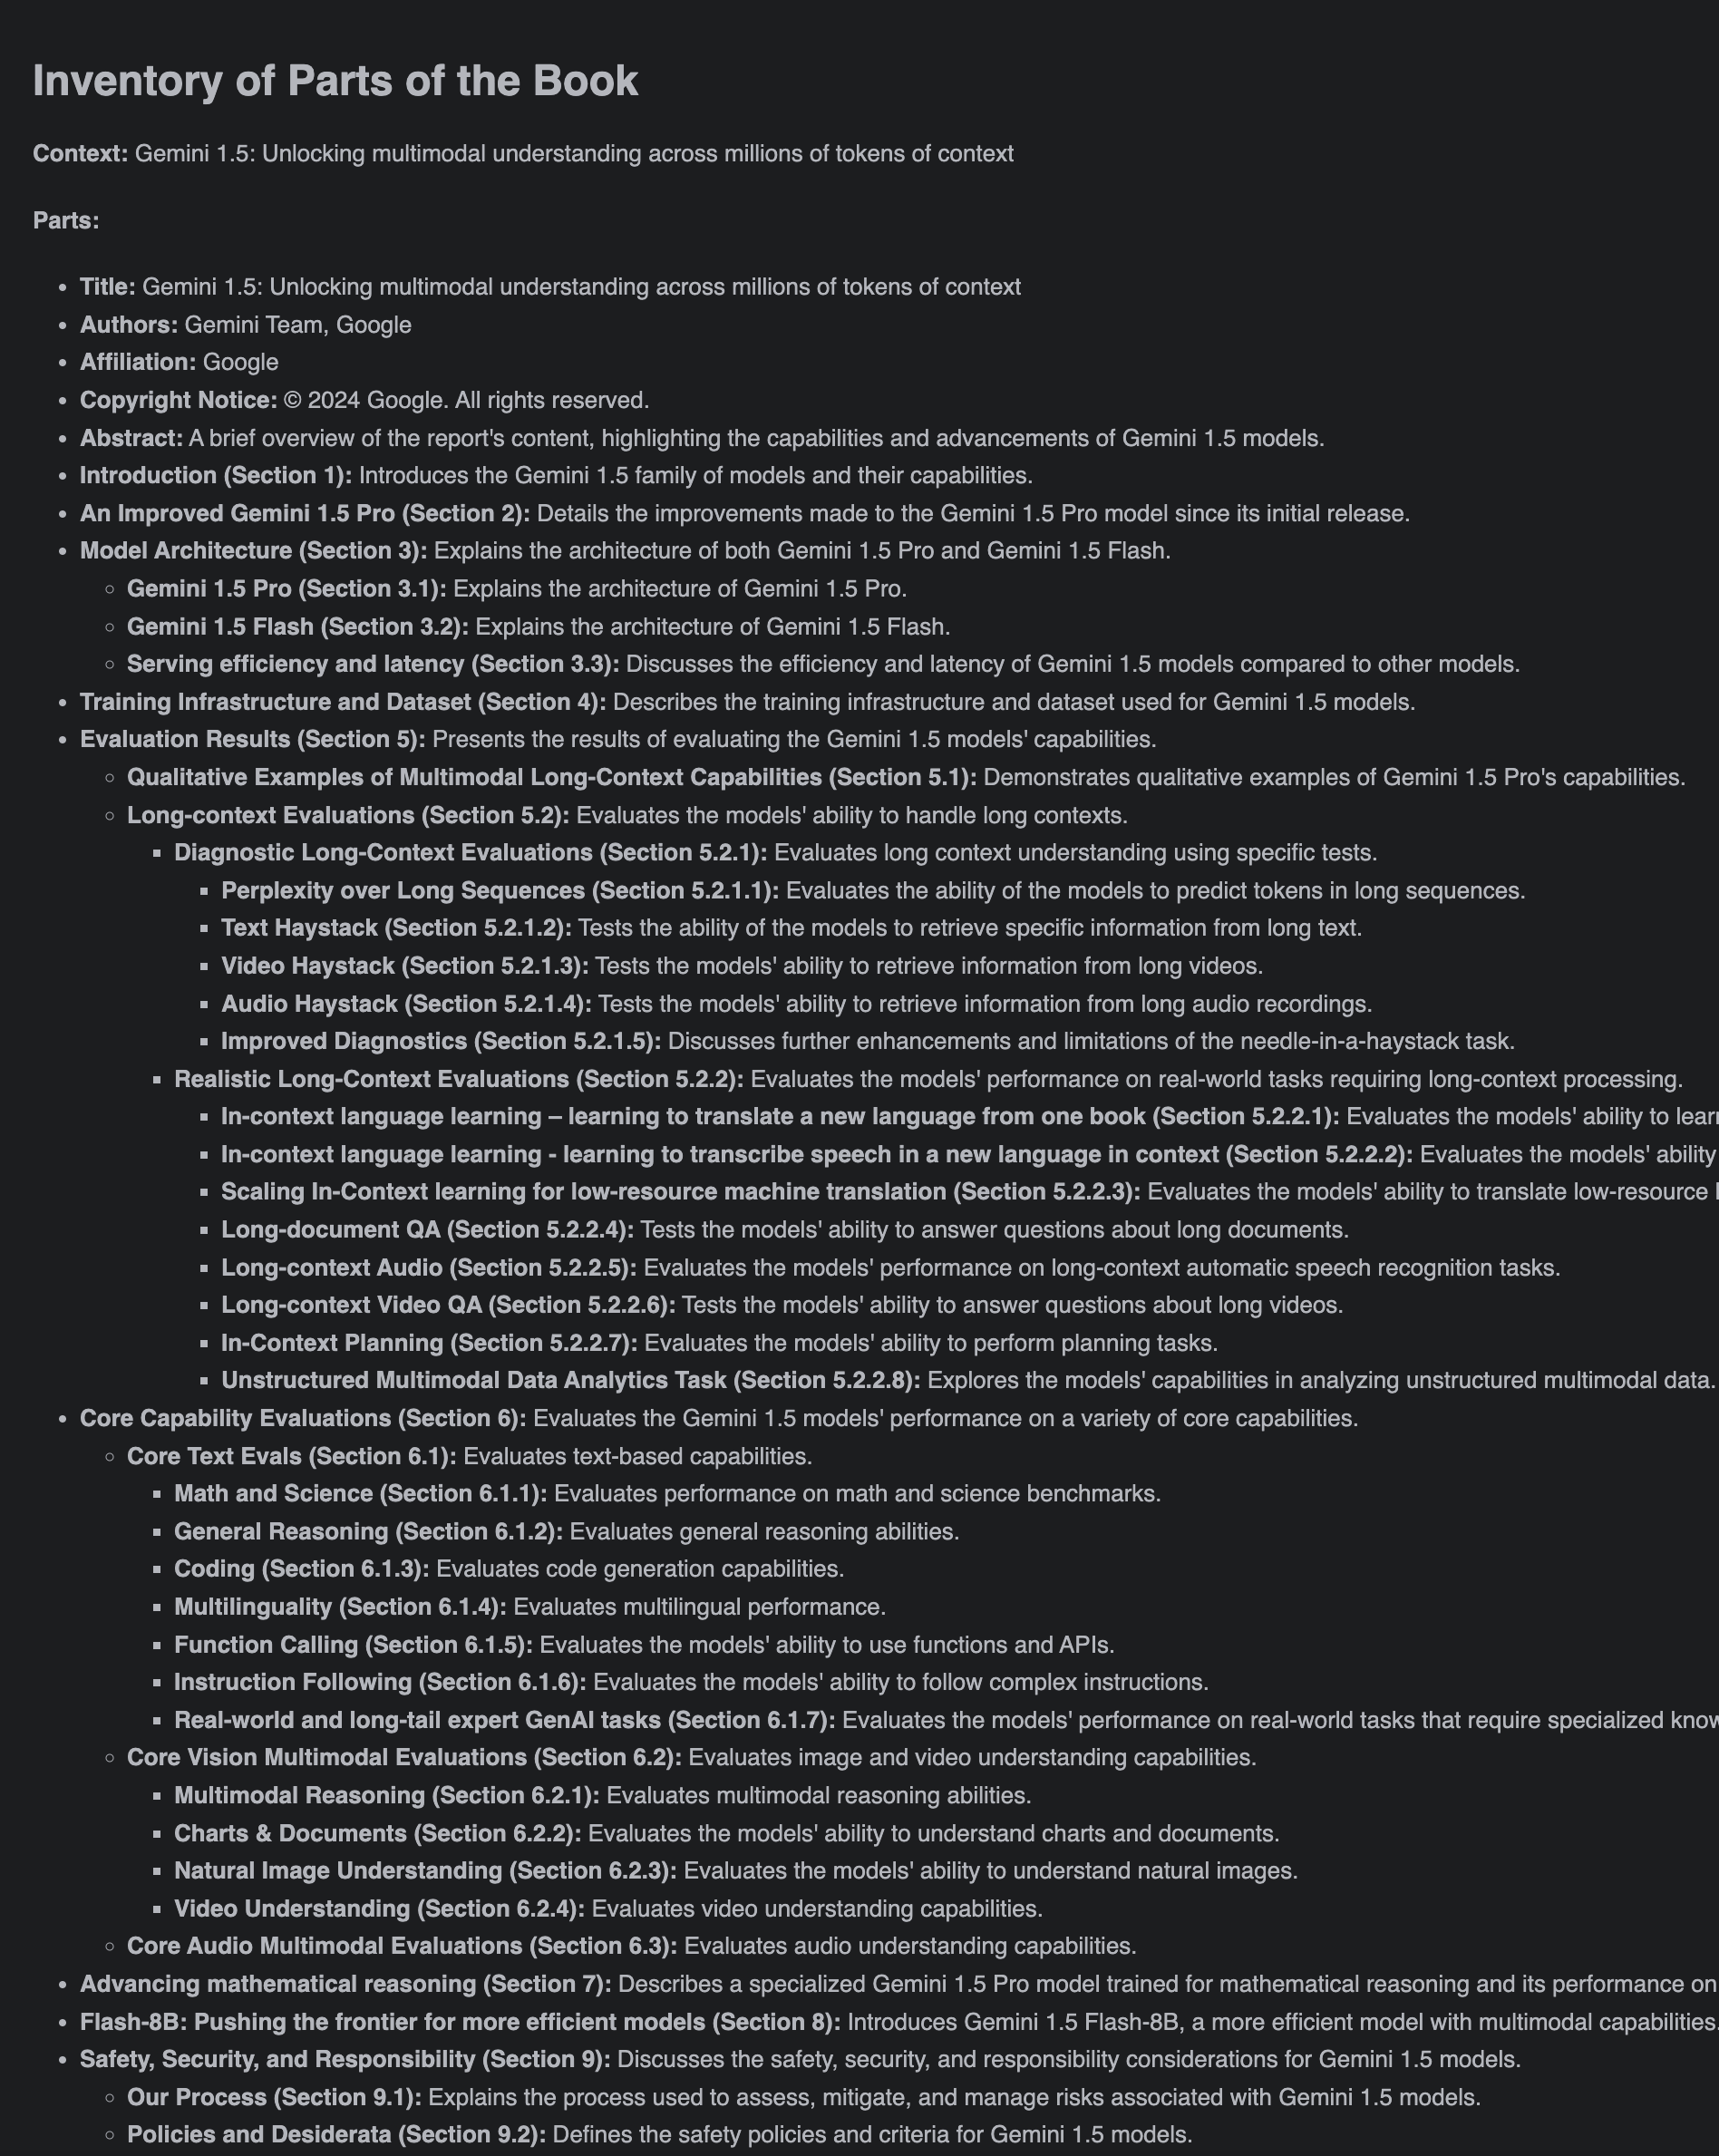 Inventory of Parts of the Book
Context: Gemini 1.5: Unlocking multimodal understanding across millions of tokens of context
Parts:
• Title: Gemini 1.5: Unlocking multimodal understanding across millions of tokens of context
• Authors: Gemini Team, Google
• Affiliation: Google
• Copyright Notice: © 2024 Google. All rights reserved.
• Abstract: A brief overview of the report's content, highlighting the capabilities and advancements of Gemini 1.5 models.
• Introduction (Section 1): Introduces the Gemini 1.5 family of models and their capabilities.
• An Improved Gemini 1.5 Pro (Section 2): Details the improvements made to the Gemini 1.5 Pro model since its initial release.
• Model Architecture (Section 3): Explains the architecture of both Gemini 1.5 Pro and Gemini 1.5 Flash.
◦ Gemini 1.5 Pro (Section 3.1): Explains the architecture of Gemini 1.5 Pro.
◦ Gemini 1.5 Flash (Section 3.2): Explains the architecture of Gemini 1.5 Flash.
◦ Serving efficiency and latency (Section 3.3): Discusses the efficiency and latency of Gemini 1.5 models compared to other models.
• Training Infrastructure and Dataset (Section 4): Describes the training infrastructure and dataset used for Gemini 1.5 models.
• Evaluation Results (Section 5): Presents the results of evaluating the Gemini 1.5 models' capabilities.
◦ Qualitative Examples of Multimodal Long-Context Capabilities (Section 5.1): Demonstrates qualitative examples of Gemini 1.5 Pro's capabilities.
◦ Long-context Evaluations (Section 5.2): Evaluates the models' ability to handle long contexts.
▪ Diagnostic Long-Context Evaluations (Section 5.2.1): Evaluates long context understanding using specific tests.
▪ Perplexity over Long Sequences (Section 5.2.1.1): Evaluates the ability of the models to predict tokens in long sequences.
▪ Text Haystack (Section 5.2.1.2): Tests the ability of the models to retrieve specific information from long text.
▪ Video Haystack (Section 5.2.1.3): Tests the models' ability to retrieve information from long videos.
▪ Audio Haystack (Section 5.2.1.4): Tests the models' ability to retrieve information from long audio recordings.
▪ Improved Diagnostics (Section 5.2.1.5): Discusses further enhancements and limitations of the needle-in-a-haystack task.
▪ Realistic Long-Context Evaluations (Section 5.2.2): Evaluates the models' performance on real-world tasks requiring long-context processing.
▪ In-context language learning – learning to translate a new language from one book (Section 5.2.2.1): Evaluates the models' ability to
▪ In-context language learning - learning to transcribe speech in a new language in context (Section 5.2.2.2): Evaluates the models' ability
▪ Scaling In-Context learning for low-resource machine translation (Section 5.2.2.3): Evaluates the models' ability to translate low-resource
▪ Long-document QA (Section 5.2.2.4): Tests the models' ability to answer questions about long documents.
▪ Long-context Audio (Section 5.2.2.5): Evaluates the models' performance on long-context automatic speech recognition tasks.
▪ Long-context Video QA (Section 5.2.2.6): Tests the models' ability to answer questions about long videos.
▪ In-Context Planning (Section 5.2.2.7): Evaluates the models' ability to perform planning tasks.
▪ Unstructured Multimodal Data Analytics Task (Section 5.2.2.8): Explores the models' capabilities in analyzing unstructured multimodal data.
• Core Capability Evaluations (Section 6): Evaluates the Gemini 1.5 models' performance on a variety of core capabilities.
◦ Core Text Evals (Section 6.1): Evaluates text-based capabilities.
▪ Math and Science (Section 6.1.1): Evaluates performance on math and science benchmarks.
▪ General Reasoning (Section 6.1.2): Evaluates general reasoning abilities.
▪ Coding (Section 6.1.3): Evaluates code generation capabilities.
▪ Multilinguality (Section 6.1.4): Evaluates multilingual performance.
▪ Function Calling (Section 6.1.5): Evaluates the models' ability to use functions and APIs.
▪ Instruction Following (Section 6.1.6): Evaluates the models' ability to follow complex instructions.
▪ Real-world and long-tail expert GenAI tasks (Section 6.1.7): Evaluates the models' performance on real-world tasks that require specialized
◦ Core Vision Multimodal Evaluations (Section 6.2): Evaluates image and video understanding capabilities.
▪ Multimodal Reasoning (Section 6.2.1): Evaluates multimodal reasoning abilities.
▪ Charts & Documents (Section 6.2.2): Evaluates the models' ability to understand charts and documents.
▪ Natural Image Understanding (Section 6.2.3): Evaluates the models' ability to understand natural images.
▪ Video Understanding (Section 6.2.4): Evaluates video understanding capabilities.
◦ Core Audio Multimodal Evaluations (Section 6.3): Evaluates audio understanding capabilities.
• Advancing mathematical reasoning (Section 7): Describes a specialized Gemini 1.5 Pro model trained for mathematical reasoning and its performance on
• Flash-8B: Pushing the frontier for more efficient models (Section 8): Introduces Gemini 1.5 Flash-8B, a more efficient model with multimodal capabilities.
• Safety, Security, and Responsibility (Section 9): Discusses the safety, security, and responsibility considerations for Gemini 1.5 models.
◦ Our Process (Section 9.1): Explains the process used to assess, mitigate, and manage risks associated with Gemini 1.5 models.
◦ Policies and Desiderata (Section 9.2): Defines the safety policies and criteria for Gemini 1.5 models.